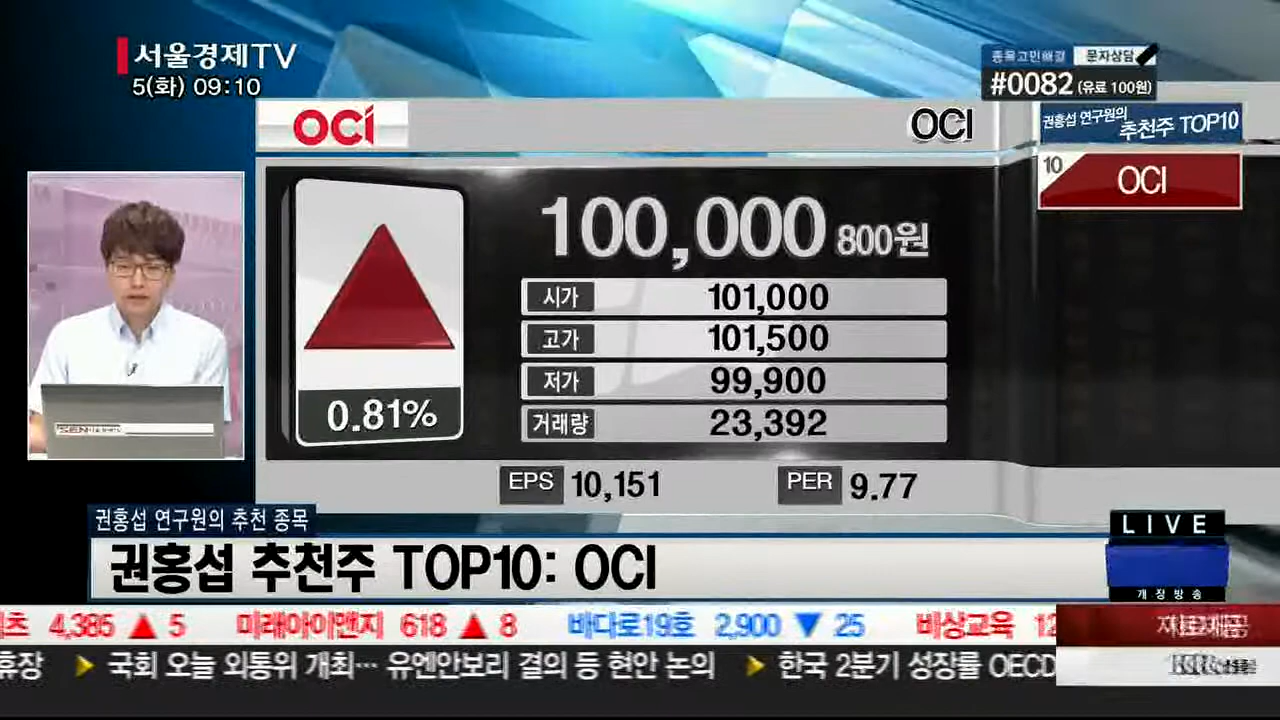 서울경제TV
5(화) 09:10
종목고민해결 문자상담
#0082 (유료 100원)
OCI
OCI
권홍섭 연구원의
추천주 TOP10
10 OCI
100,000 800원
시가 101,000
고가 101,500
저가 99,900
거래량 23,392
0.81%
EPS 10,151 PER 9.77
권홍섭 연구원의 추천 종목
권홍섭 추천주 TOP10: OCI
LIVE
개장방송
4,385 ▲ 5 미래아이앤지 618 ▲ 8 바다로19호 2,900 ▼ 25 비상교육
휴장 국회 오늘 외통위 개최… 유엔안보리 결의 등 현안 논의 한국 2분기 성장률 OECD